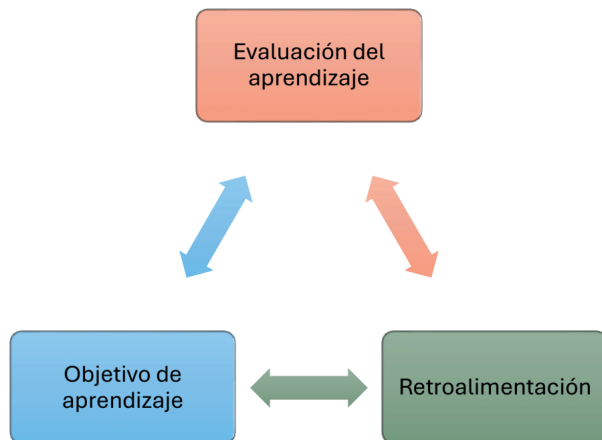 Evaluación del
aprendizaje
Objetivo de
aprendizaje
Retroalimentación